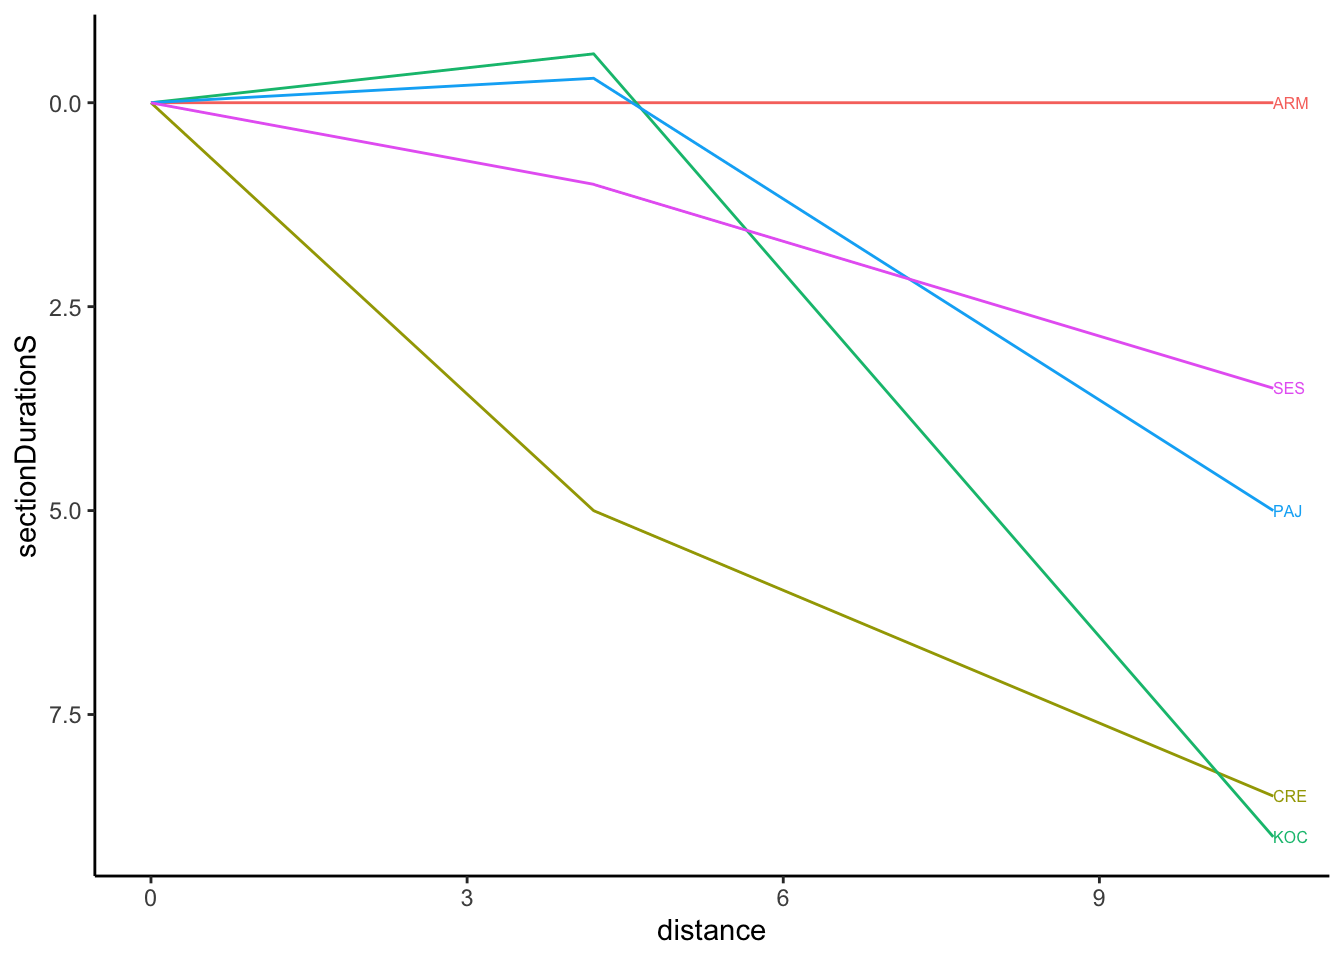 0.0
2.5
5.0
7.5
sectionDurationS
ARM
SES
PAJ
CRE
KOC
0 3 6 9
distance